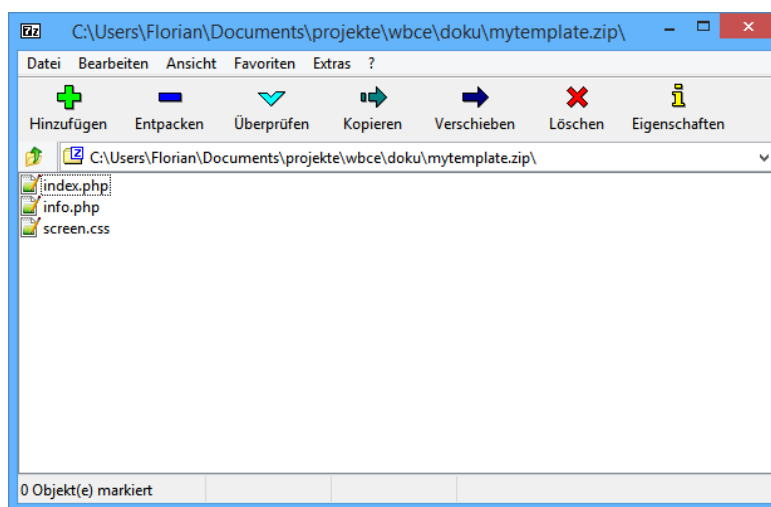 7z C:\Users\Florian\Documents\projekte\wbce\doku\mytemplate.zip\
Datei Bearbeiten Ansicht Favoriten Extras ?
Hinzufügen Entpacken Überprüfen Kopieren Verschieben Löschen Eigenschaften
C:\Users\Florian\Documents\projekte\wbce\doku\mytemplate.zip\
index.php
info.php
screen.css
0 Objekt(e) markiert